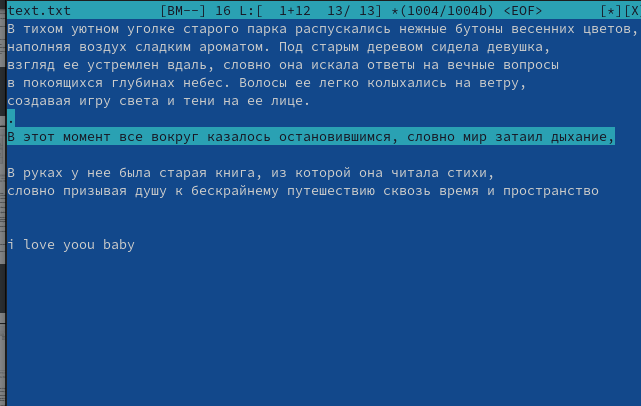 text.txt [BM--] 16 L:[ 1+12 13/ 13] *(1004/1004b) <EOF> [*][X
В тихом уютном уголке старого парка распускались нежные бутоны весенних цветов,
наполняя воздух сладким ароматом. Под старым деревом сидела девушка,
взгляд ее устремлен вдаль, словно она искала ответы на вечные вопросы
в покоящихся глубинах небес. Волосы ее легко колыхались на ветру,
создавая игру света и тени на ее лице.
.
В этот момент все вокруг казалось остановившимся, словно мир затаил дыхание,
В руках у нее была старая книга, из которой она читала стихи,
словно призывая душу к бескрайнему путешествию сквозь время и пространство
i love yoou baby